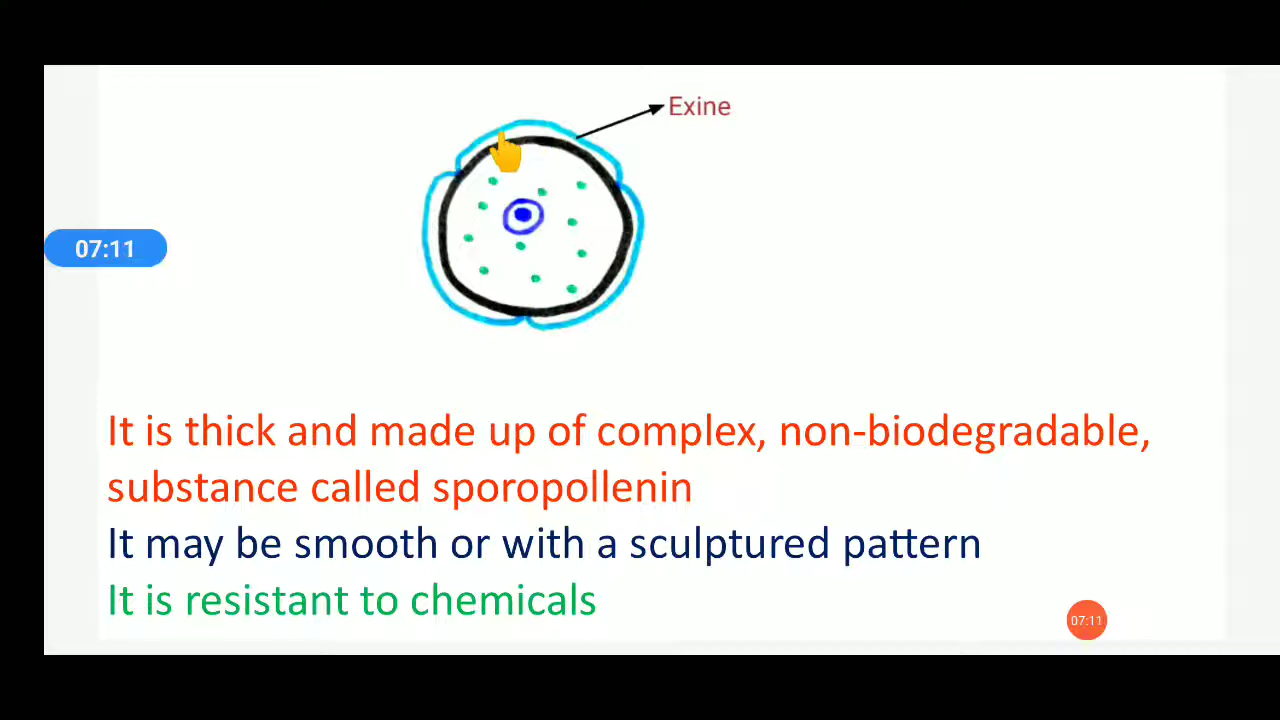 Exine
07:11
It is thick and made up of complex, non-biodegradable,
substance called sporopollenin
It may be smooth or with a sculptured pattern
It is resistant to chemicals
07:11